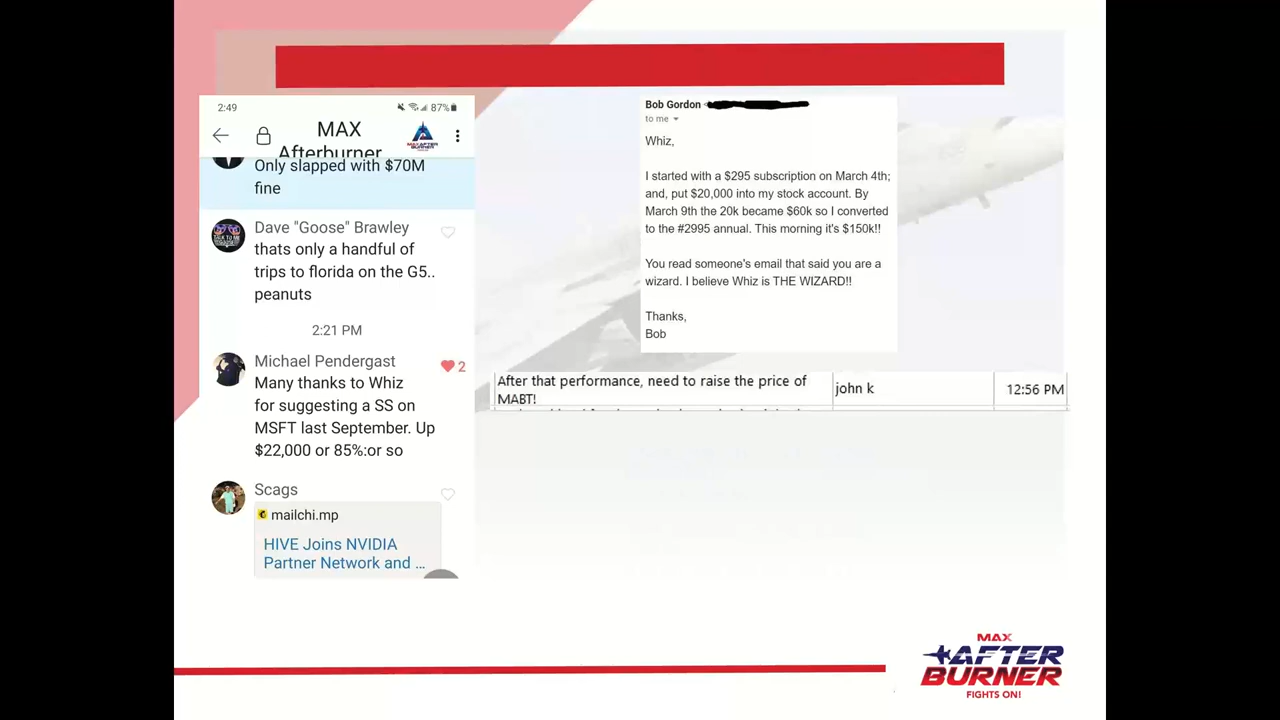 2:49
87%
MAX
Afterburner
Only slapped with $70M
fine
Dave "Goose" Brawley
thats only a handful of
trips to florida on the G5..
peanuts
2:21 PM
Michael Pendergast
2
Many thanks to Whiz
for suggesting a SS on
MSFT last September. Up
$22,000 or 85%:or so
Scags
mailchi.mp
HIVE Joins NVIDIA
Partner Network and ...
Bob Gordon
to me
Whiz,
I started with a $295 subscription on March 4th;
and, put $20,000 into my stock account. By
March 9th the 20k became $60k so I converted
to the #2995 annual. This morning it's $150k!!
You read someone's email that said you are a
wizard. I believe Whiz is THE WIZARD!!
Thanks,
Bob
After that performance, need to raise the price of
MABT!
john k
12:56 PM
MAX
AFTER
BURNER
FIGHTS ON!